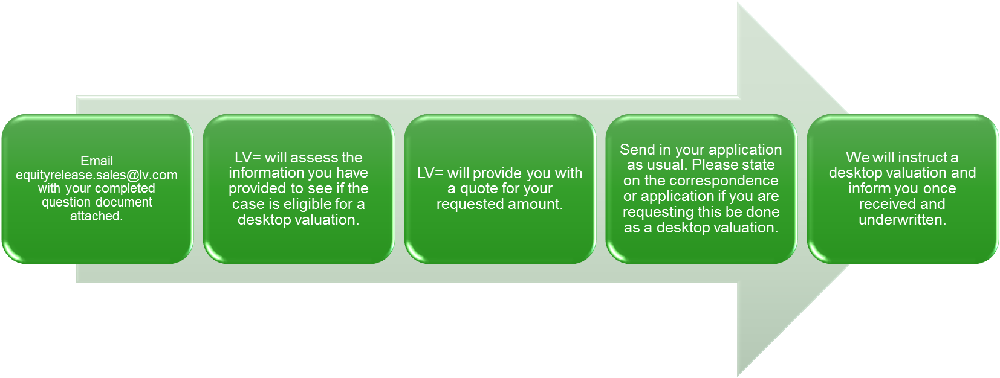 Email
equityrelease.sales@lv.com
with your completed
question document
attached.
LV= will assess the
information you have
provided to see if the
case is eligible for a
desktop valuation.
LV= will provide you with
a quote for your
requested amount.
Send in your application
as usual. Please state
on the correspondence
or application if you are
requesting this be done
as a desktop valuation.
We will instruct a
desktop valuation and
inform you once
received and
underwritten.